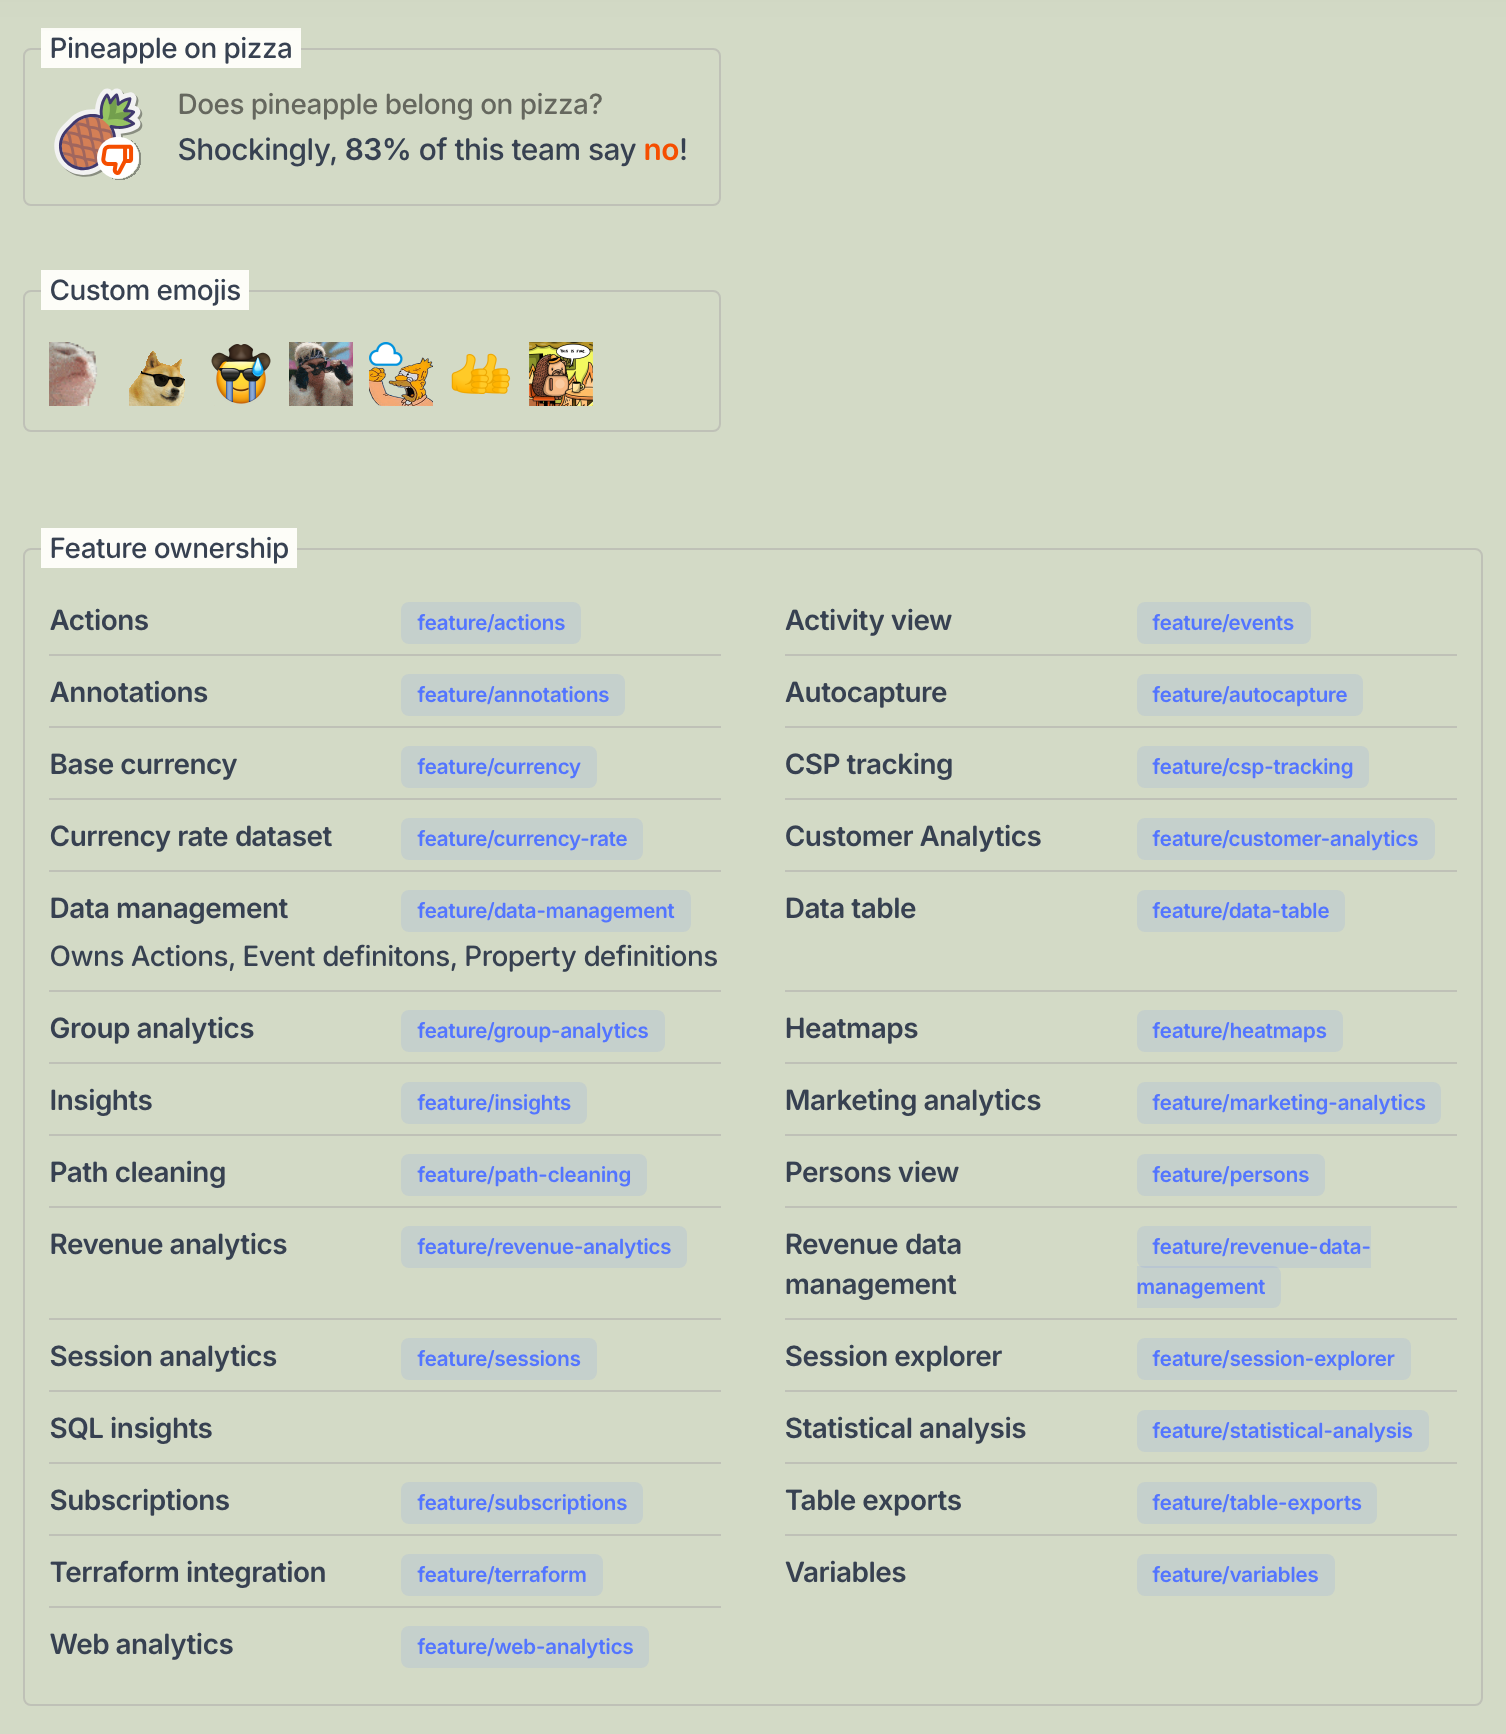 Pineapple on pizza
Does pineapple belong on pizza?
Shockingly, 83% of this team say no!
Custom emojis
THIS IS FINE.
Feature ownership
Actions feature/actions
Activity view feature/events
Annotations feature/annotations
Autocapture feature/autocapture
Base currency feature/currency
CSP tracking feature/csp-tracking
Currency rate dataset feature/currency-rate
Customer Analytics feature/customer-analytics
Data management feature/data-management
Owns Actions, Event definitons, Property definitions
Data table feature/data-table
Group analytics feature/group-analytics
Heatmaps feature/heatmaps
Insights feature/insights
Marketing analytics feature/marketing-analytics
Path cleaning feature/path-cleaning
Persons view feature/persons
Revenue analytics feature/revenue-analytics
Revenue data feature/revenue-data-
management management
Session analytics feature/sessions
Session explorer feature/session-explorer
SQL insights
Statistical analysis feature/statistical-analysis
Subscriptions feature/subscriptions
Table exports feature/table-exports
Terraform integration feature/terraform
Variables feature/variables
Web analytics feature/web-analytics